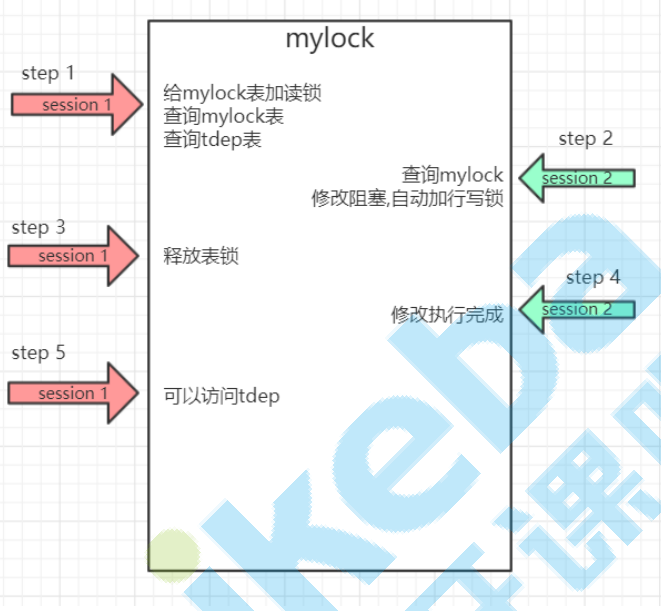 mylock
step 1
session 1
给mylock表加读锁
查询mylock表
查询tdep表
step 2
session 2
查询mylock
修改阻塞,自动加行写锁
step 3
session 1
释放表锁
step 4
session 2
修改执行完成
step 5
session 1
可以访问tdep
ikeba